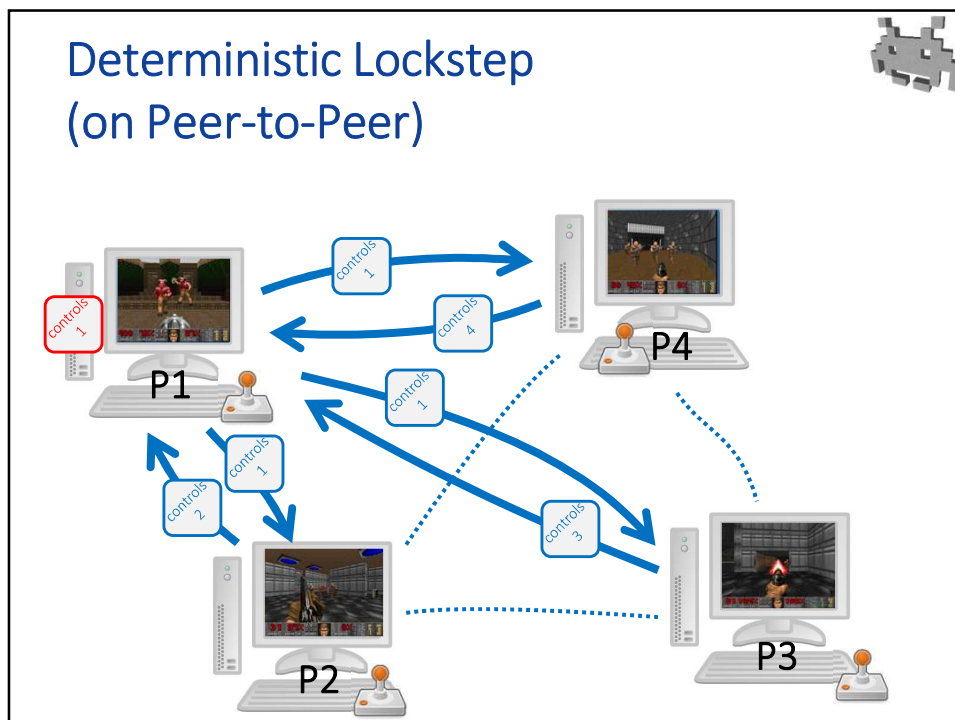 Deterministic Lockstep
(on Peer-to-Peer)
controls
1
controls
1
controls
4
P4
P1
controls
1
controls
1
controls
2
controls
3
P2
P3